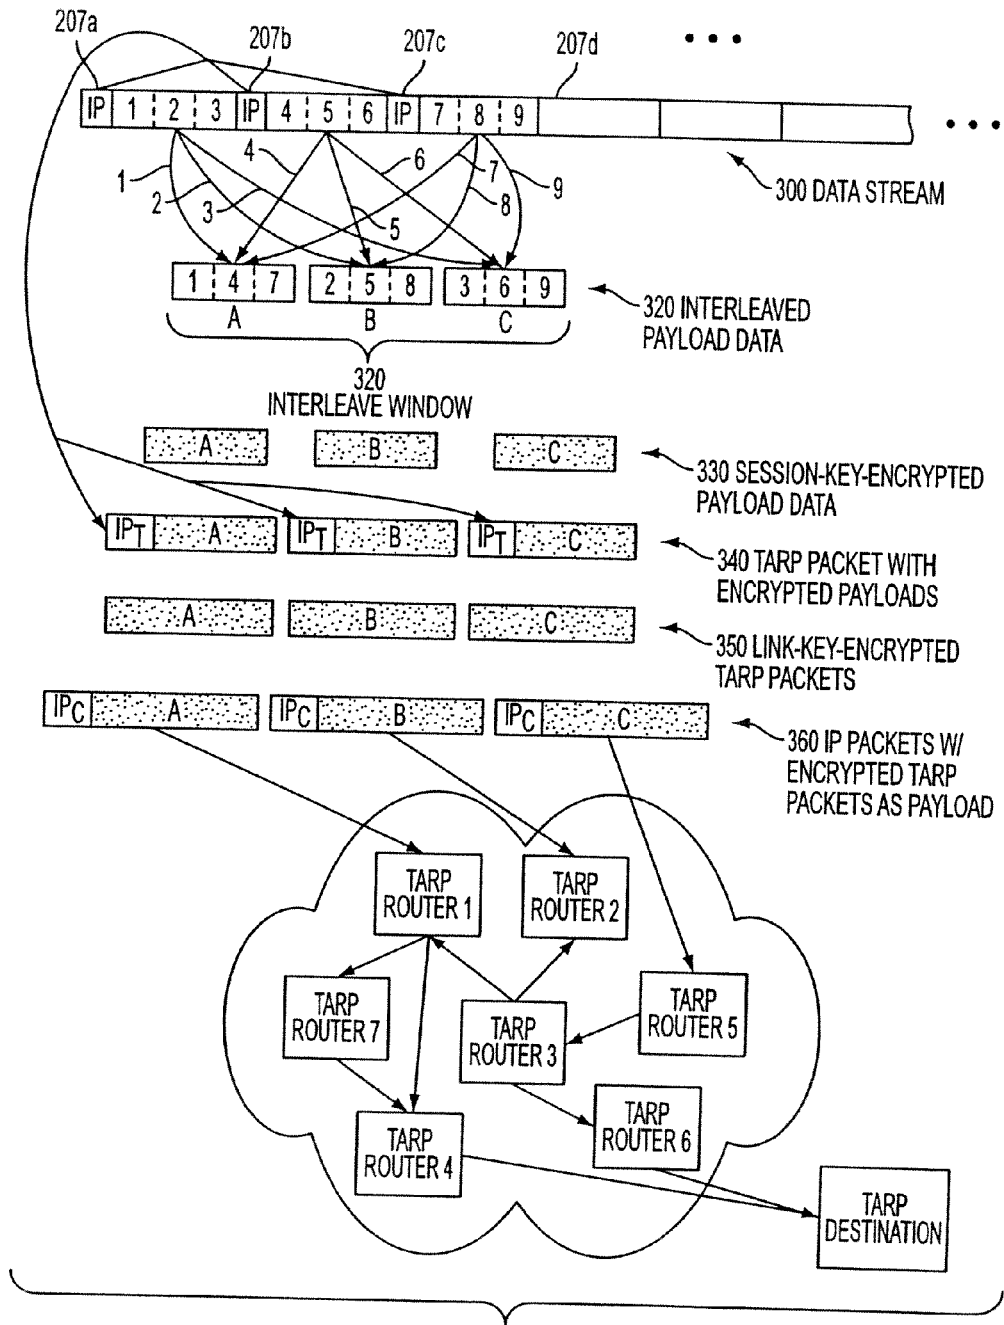 207a
207b
207c
207d
• • •
IP 1 2 3 IP 4 5 6 IP 7 8 9
• • •
1 2 3 4 5 6 7 8 9
300 DATA STREAM
1 4 7 2 5 8 3 6 9
A B C
320 INTERLEAVED
PAYLOAD DATA
320
INTERLEAVE WINDOW
A B C
330 SESSION-KEY-ENCRYPTED
PAYLOAD DATA
IPT A IPT B IPT C
340 TARP PACKET WITH
ENCRYPTED PAYLOADS
A B C
350 LINK-KEY-ENCRYPTED
TARP PACKETS
IPC A IPC B IPC C
360 IP PACKETS W/
ENCRYPTED TARP
PACKETS AS PAYLOAD
TARP
ROUTER 1
TARP
ROUTER 2
TARP
ROUTER 7
TARP
ROUTER 3
TARP
ROUTER 5
TARP
ROUTER 4
TARP
ROUTER 6
TARP
DESTINATION